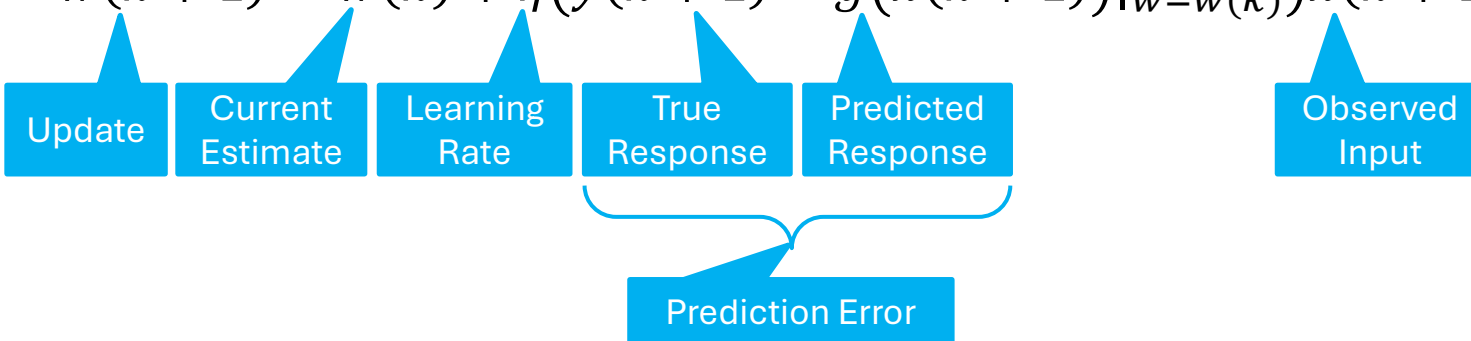 w=w(k)
Update
Current
Estimate
Learning
Rate
True
Response
Predicted
Response
Observed
Input
Prediction Error